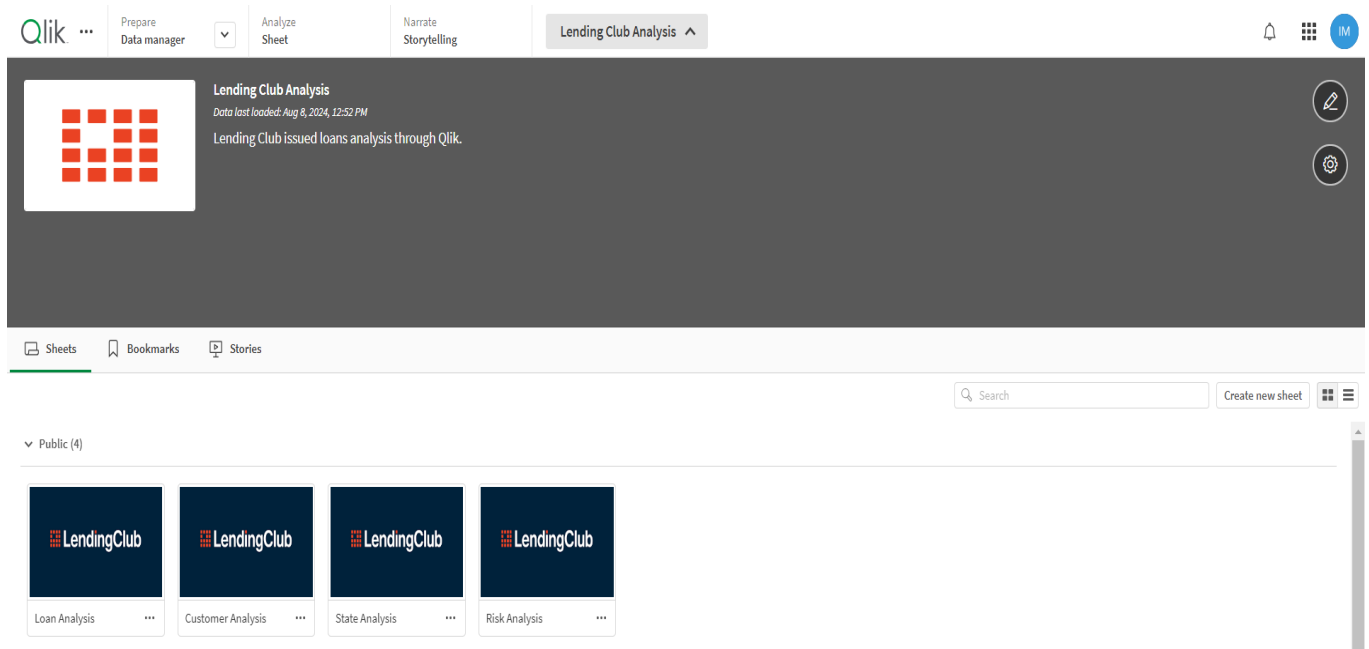 Qlik
Prepare
Data manager
Analyze
Sheet
Narrate
Storytelling
Lending Club Analysis
IM
Lending Club Analysis
Data last loaded: Aug 8, 2024, 12:52 PM
Lending Club issued loans analysis through Qlik.
Sheets
Bookmarks
Stories
Search
Create new sheet
Public (4)
LendingClub
LendingClub
LendingClub
LendingClub
Loan Analysis
Customer Analysis
State Analysis
Risk Analysis